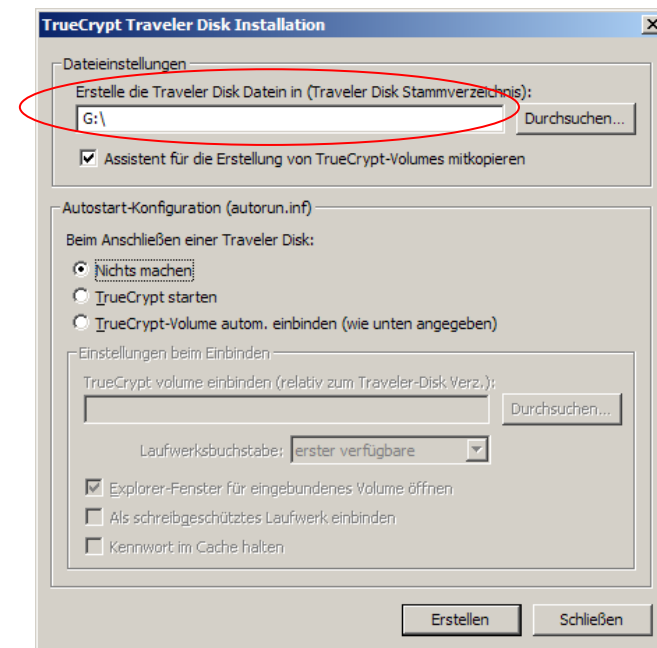 TrueCrypt Traveler Disk Installation
Dateieinstellungen
Erstelle die Traveler Disk Datein in (Traveler Disk Stammverzeichnis):
G:\
Durchsuchen...
Assistent für die Erstellung von TrueCrypt-Volumes mitkopieren
Autostart-Konfiguration (autorun.inf)
Beim Anschließen einer Traveler Disk:
Nichts machen
TrueCrypt starten
TrueCrypt-Volume autom. einbinden (wie unten angegeben)
Einstellungen beim Einbinden
TrueCrypt volume einbinden (relativ zum Traveler-Disk Verz.):
Durchsuchen...
Laufwerksbuchstabe: erster verfügbare
Explorer-Fenster für eingebundenes Volume öffnen
Als schreibgeschütztes Laufwerk einbinden
Kennwort im Cache halten
Erstellen Schließen